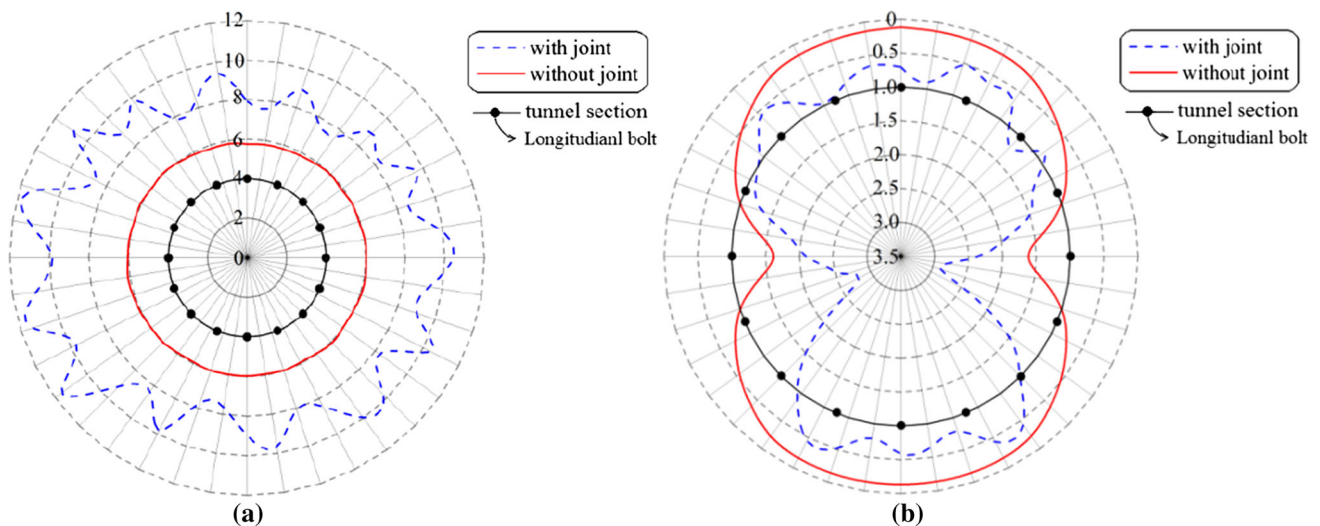 12
10
8
6
4
2
0
with joint
without joint
tunnel section
Longitudianl bolt
(a)
0
0.5
1.0
1.5
2.0
2.5
3.0
3.5
with joint
without joint
tunnel section
Longitudianl bolt
(b)